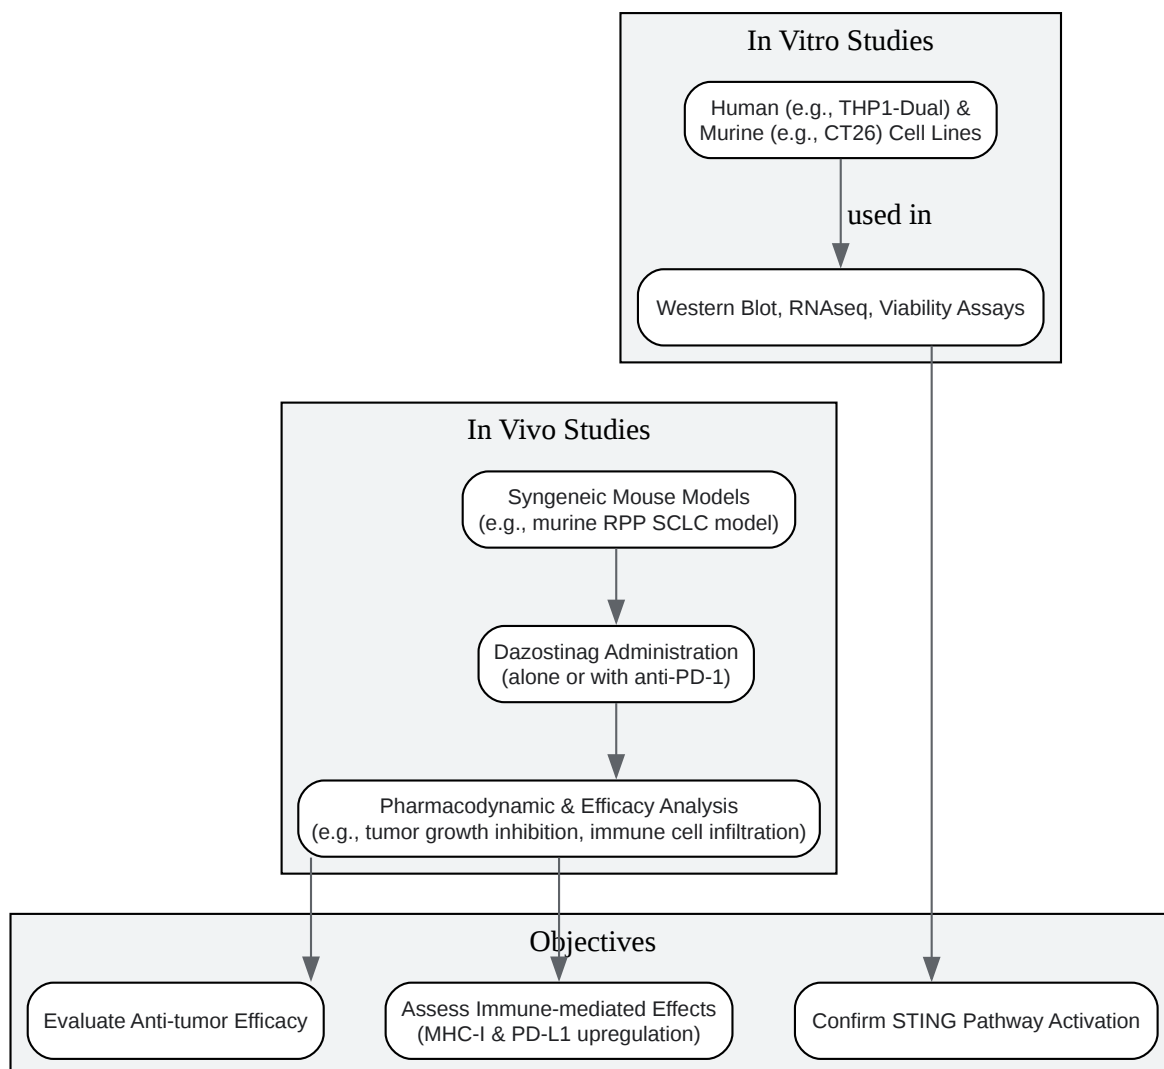 In Vitro Studies
Human (e.g., THP1-Dual) &
Murine (e.g., CT26) Cell Lines
used in
Western Blot, RNAseq, Viability Assays
In Vivo Studies
Syngeneic Mouse Models
(e.g., murine RPP SCLC model)
Dazostinag Administration
(alone or with anti-PD-1)
Pharmacodynamic & Efficacy Analysis
(e.g., tumor growth inhibition, immune cell infiltration)
Objectives
Evaluate Anti-tumor Efficacy
Assess Immune-mediated Effects
(MHC-I & PD-L1 upregulation)
Confirm STING Pathway Activation